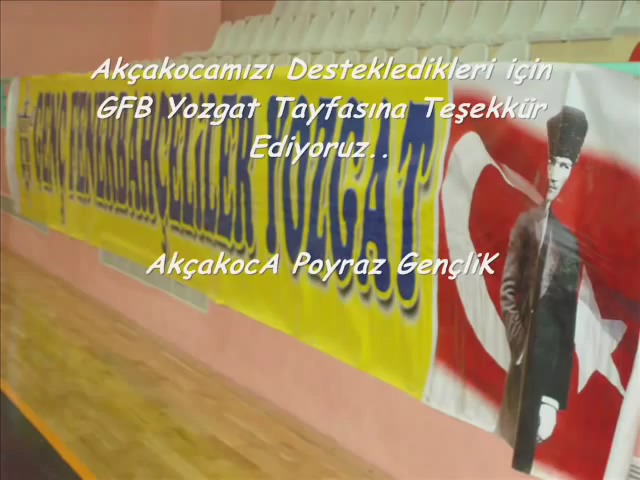 Akçakocamızı Destekledikleri için
GFB Yozgat Tayfasına Teşekkür
Ediyoruz..
GENÇ FENERBAHÇELİLER YOZGAT
AkçakocA Poyraz GençliK